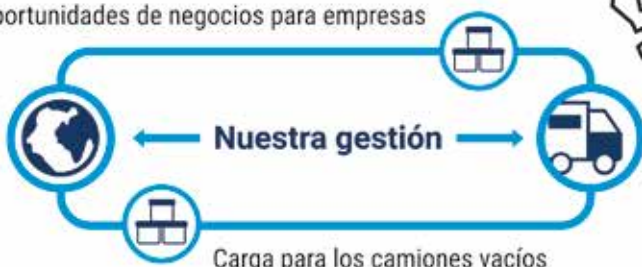 portunidades de negocios para empresas
Nuestra gestión
Carga para los camiones vacíos